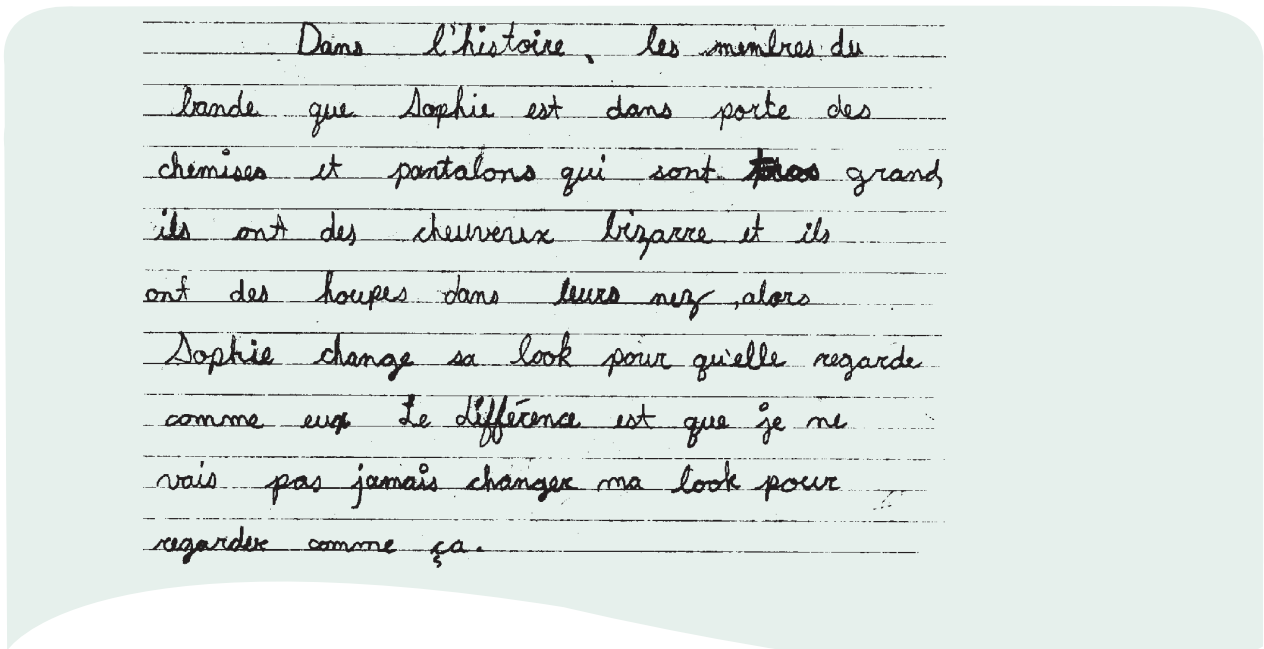 Dans l'histoire, les membres du
bande que Sophie est dans porte des
chemises et pantalons qui sont tros grand,
ils ont des cheuveux bizarre et ils
ont des houpes dans leurs nez, alors
Sophie change sa look pour qu'elle regarde
comme eux Le différence est que je ne
vais pas jamais changer ma look pour
regarder comme ça.